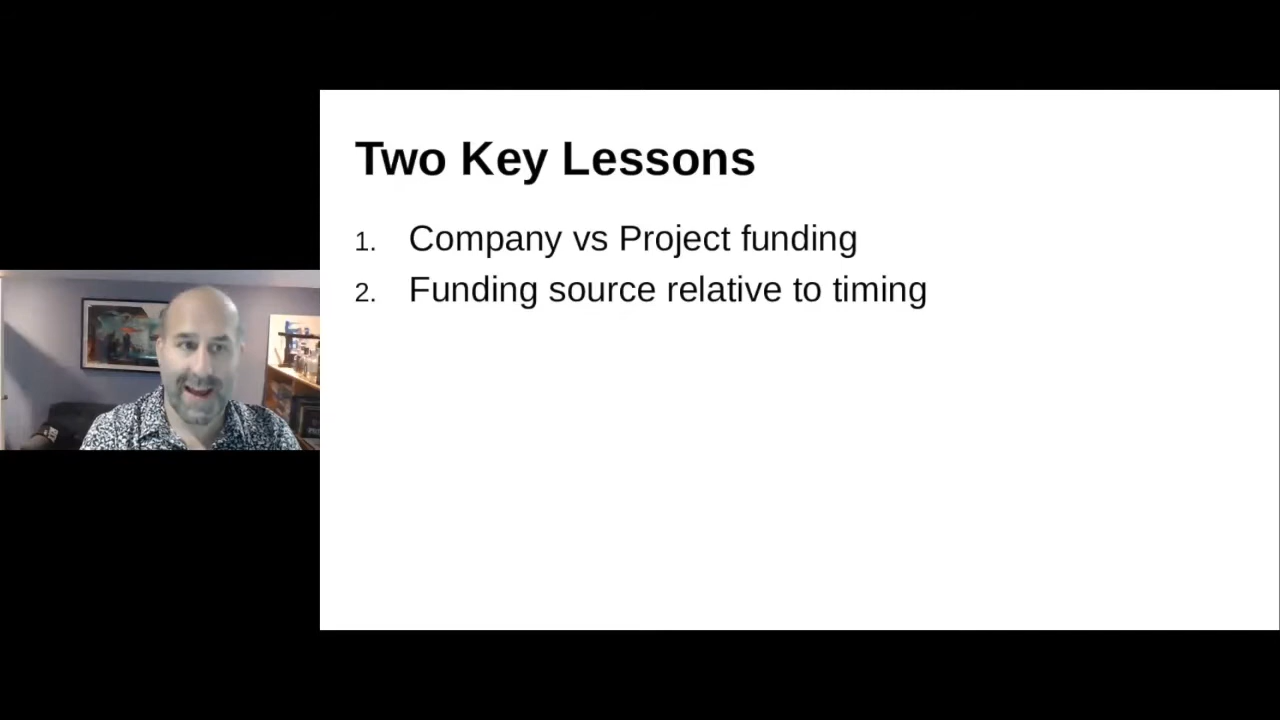 Two Key Lessons
1. Company vs Project funding
2. Funding source relative to timing